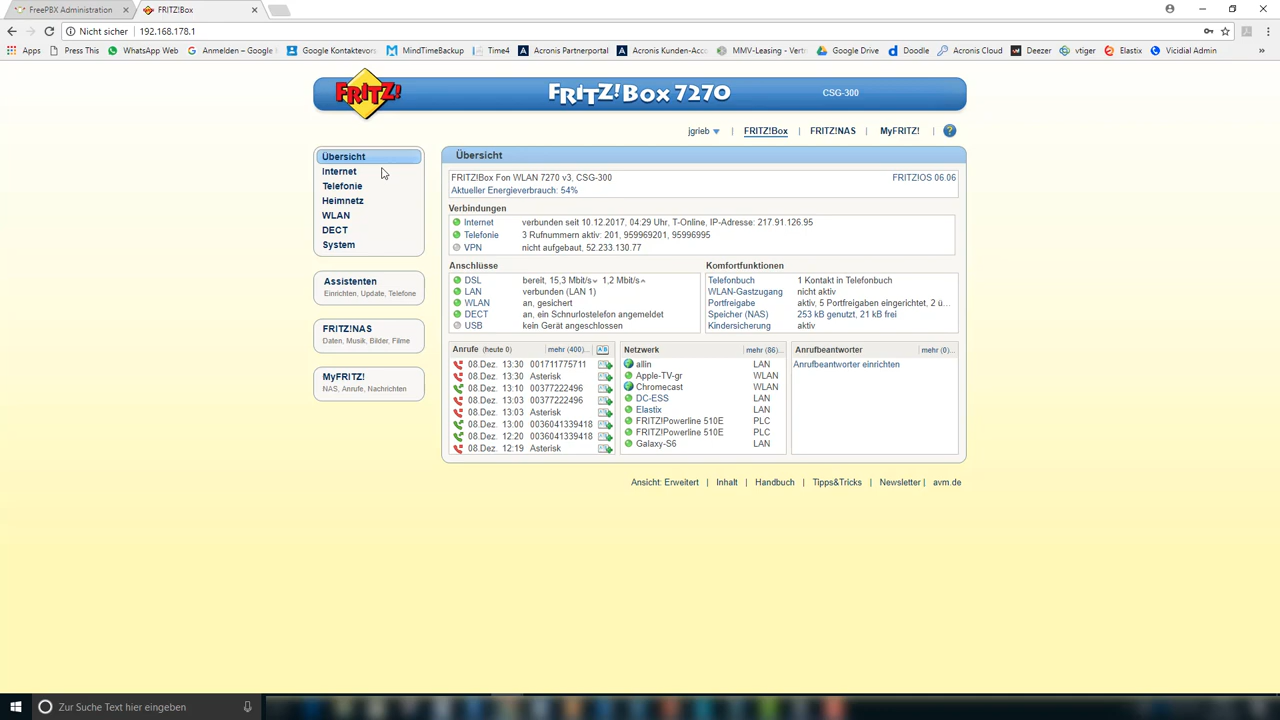 FreePBX Administration
FRITZ!Box
Nicht sicher | 192.168.178.1
Apps Press This WhatsApp Web Anmelden – Google Google Kontaktevors MindTimeBackup Time4 Acronis Partnerportal Acronis Kunden-Acc MMV-Leasing - Vertr Google Drive Doodle Acronis Cloud Deezer vtiger Elastix Vicidial Admin
FRITZ! FRITZ!Box 7270 CSG-300
jgrieb | FRITZ!Box | FRITZ!NAS | MyFRITZ! | ?
Übersicht
Internet
Telefonie
Heimnetz
WLAN
DECT
System
Assistenten
Einrichten, Update, Telefone
FRITZ!NAS
Daten, Musik, Bilder, Filme
MyFRITZ!
NAS, Anrufe, Nachrichten
Übersicht
FRITZ!Box Fon WLAN 7270 v3, CSG-300 FRITZ!OS 06.06
Aktueller Energieverbrauch: 54%
Verbindungen
Internet verbunden seit 10.12.2017, 04:29 Uhr, T-Online, IP-Adresse: 217.91.126.95
Telefonie 3 Rufnummern aktiv: 201, 959969201, 95996995
VPN nicht aufgebaut, 52.233.130.77
Anschlüsse
DSL bereit, 15,3 Mbit/s 1,2 Mbit/s
LAN verbunden (LAN 1)
WLAN an, gesichert
DECT an, ein Schnurlostelefon angemeldet
USB kein Gerät angeschlossen
Komfortfunktionen
Telefonbuch 1 Kontakt in Telefonbuch
WLAN-Gastzugang nicht aktiv
Portfreigabe aktiv, 5 Portfreigaben eingerichtet, 2 ü...
Speicher (NAS) 253 kB genutzt, 21 kB frei
Kindersicherung aktiv
Anrufe (heute 0) mehr (400)...
08.Dez. 13:30 001711775711
08.Dez. 13:30 Asterisk
08.Dez. 13:10 00377222496
08.Dez. 13:03 00377222496
08.Dez. 13:03 Asterisk
08.Dez. 13:00 0036041339418
08.Dez. 12:20 0036041339418
08.Dez. 12:19 Asterisk
Netzwerk mehr (86)...
allin LAN
Apple-TV-gr WLAN
Chromecast WLAN
DC-ESS LAN
Elastix LAN
FRITZ!Powerline 510E PLC
FRITZ!Powerline 510E PLC
Galaxy-S6 LAN
Anrufbeantworter mehr (0)...
Anrufbeantworter einrichten
Ansicht: Erweitert | Inhalt | Handbuch | Tipps&Tricks | Newsletter | avm.de
Zur Suche Text hier eingeben